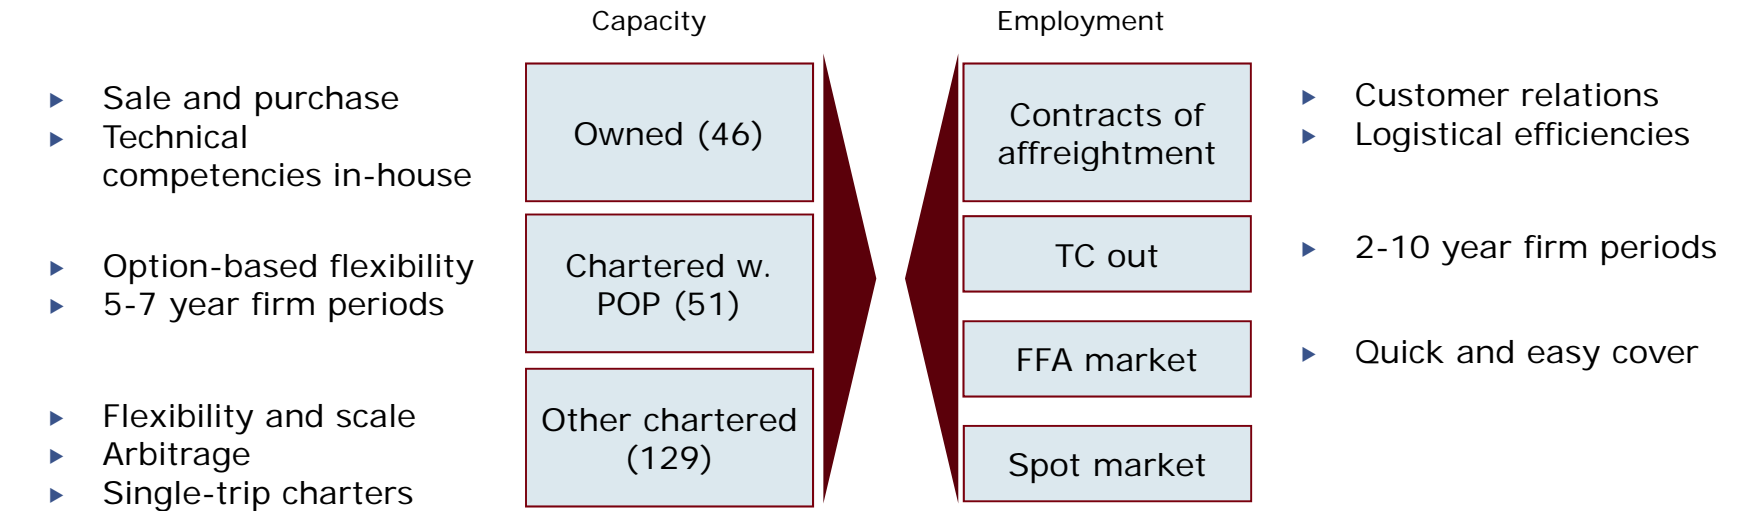 Capacity
Employment
Sale and purchase
Technical
competencies in-house
Owned (46)
Contracts of
affreightment
Customer relations
Logistical efficiencies
Option-based flexibility
5-7 year firm periods
Chartered w.
POP (51)
TC out
2-10 year firm periods
FFA market
Quick and easy cover
Flexibility and scale
Arbitrage
Single-trip charters
Other chartered
(129)
Spot market